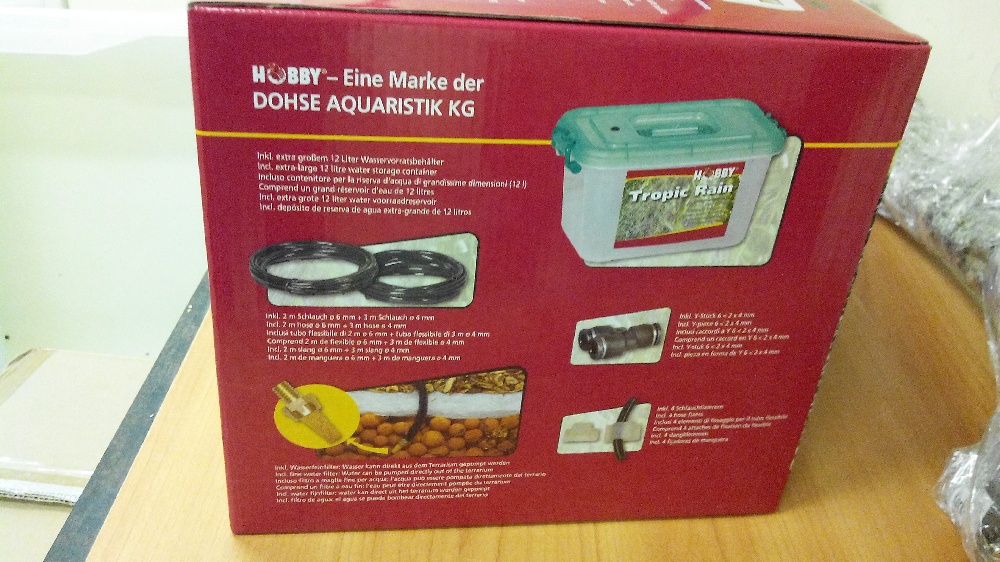 HOBBY® – Eine Marke der
DOHSE AQUARISTIK KG
Inkl. extra großem 12 Liter Wasservorratsbehälter
Incl. extra-large 12 litre water storage container
Incluso contenitore per la riserva d'acqua di grandissime dimensioni (12 l)
Comprend un grand réservoir d'eau de 12 litres
Incl. extra grote 12 liter water voorraadreservoir
Incl. depósito de reserva de agua extra-grande de 12 litros
HOBBY
Tropic Rain
Inkl. 2 m Schlauch ø 6 mm + 3 m Schlauch ø 4 mm
Incl. 2 m hose ø 6 mm + 3 m hose ø 4 mm
Inclusi tubo flessibile di 2 m ø 6 mm + tubo flessibile di 3 m ø 4 mm
Comprend 2 m de flexible ø 6 mm + 3 m de flexible ø 4 mm
Incl. 2 m slang ø 6 mm + 3 m slang ø 4 mm
Incl. 2 m de manguera ø 6 mm + 3 m de manguera ø 4 mm
Inkl. Y-Stück 6 < 2 x 4 mm
Incl. Y-piece 6 < 2 x 4 mm
Inclusi raccordi a Y 6 < 2 x 4 mm
Comprend un raccord en Y 6 < 2 x 4 mm
Incl. Y-stuk 6 < 2 x 4 mm
Incl. pieza en forma de Y 6 < 2 x 4 mm
Inkl. 4 Schlauchklammern
Incl. 4 hose
Inclusi 4 elementi di fissaggio per il tubo flessibile
Comprend 4 attaches de fixation du flexible
Incl. 4 slangklemmen
Incl. 4 fijadores de manguera
Inkl. Wasserfeinfilter: Wasser kann direkt aus dem Terrarium gepumpt werden
Incl. fine water filter: Water can be pumped directly out of the terrarium
Incluso filtro a maglia fine per acqua: l'acqua può essere pompata direttamente dal terrario
Comprend un filtre à eau fin: l'eau peut être directement pompée du terrarium
Incl. water fijnfilter: water kan direct uit het terrarium worden gepompt
Incl. filtro de agua: el agua se puede bombear directamente del terrario